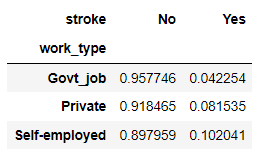 stroke No Yes
work_type
Govt_job 0.957746 0.042254
Private 0.918465 0.081535
Self-employed 0.897959 0.102041